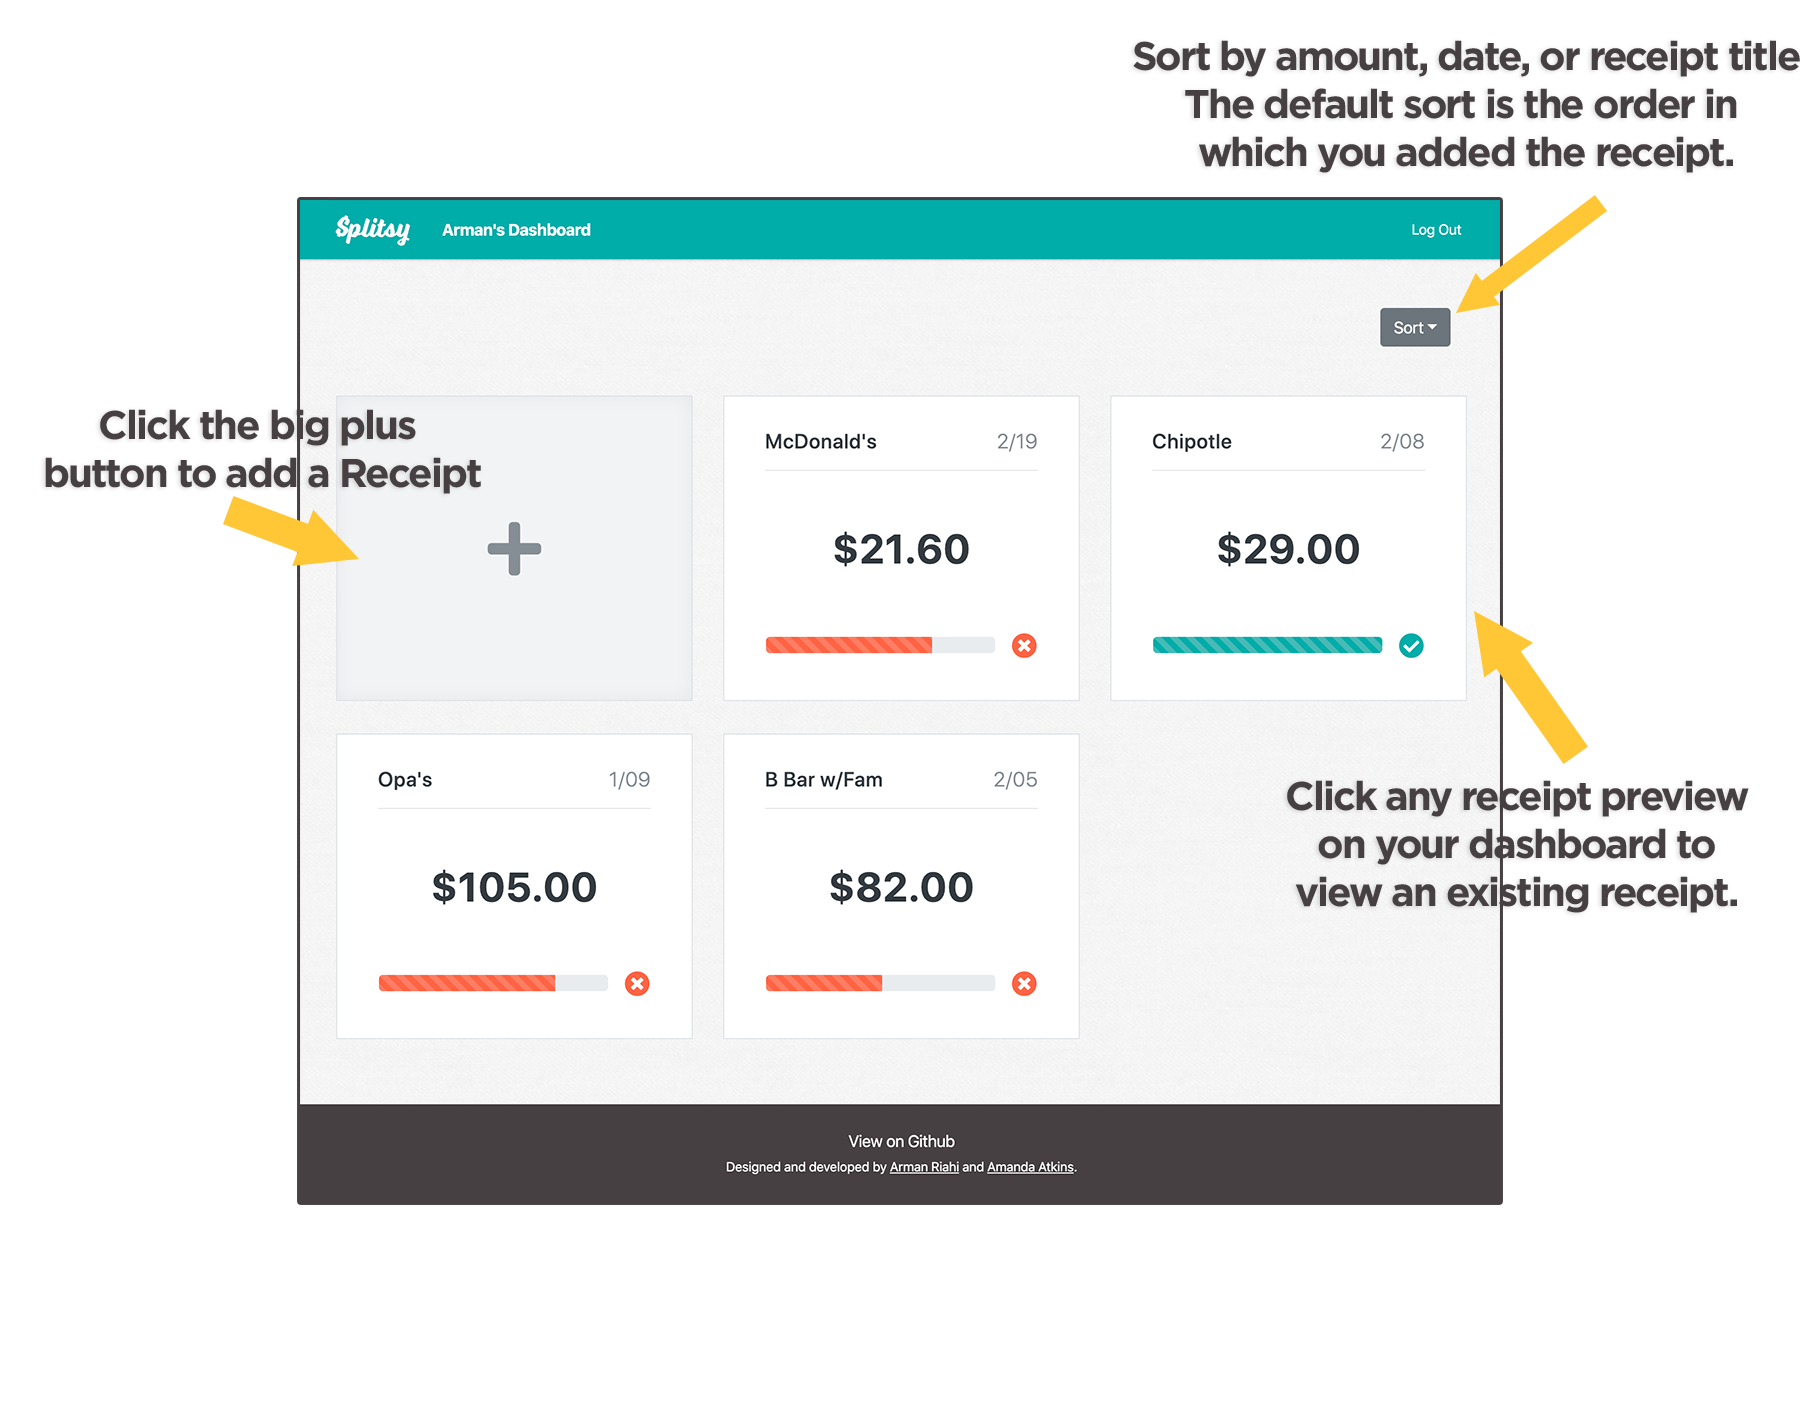 Sort by amount, date, or receipt title
The default sort is the order in
which you added the receipt.
Splitsy
Arman's Dashboard
Log Out
Sort
Click the big plus
button to add a Receipt
McDonald's
2/19
$21.60
Chipotle
2/08
$29.00
Opa's
1/09
$105.00
B Bar w/Fam
2/05
$82.00
Click any receipt preview
on your dashboard to
view an existing receipt.
View on Github
Designed and developed by Arman Riahi and Amanda Atkins.